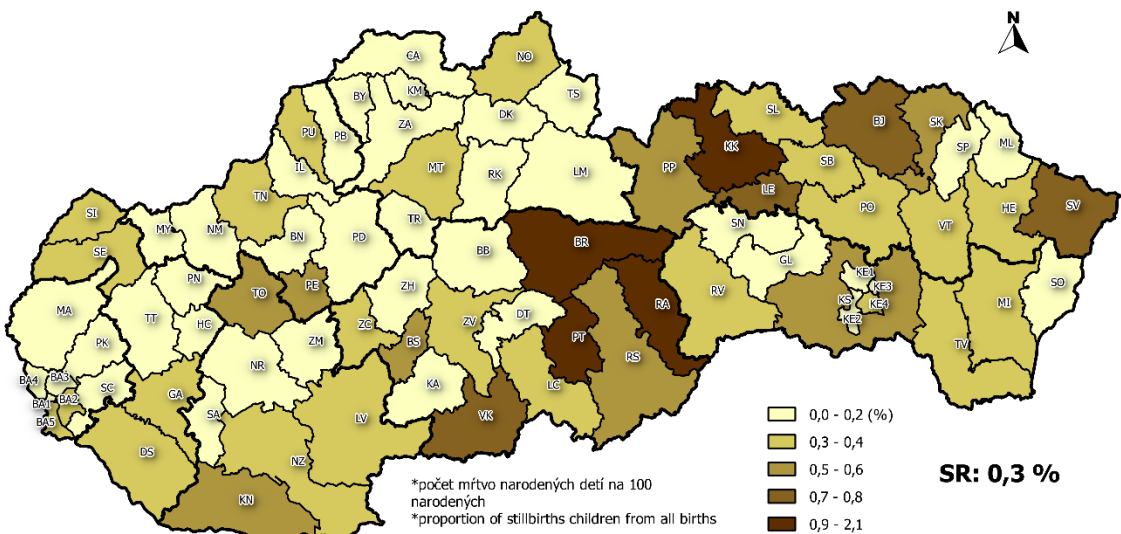 N
CA
NO
BY
KM
TS
PU
PB
ZA
DK
SL
BJ
SK
KK
SP
ML
IL
MT
RK
LM
PP
SB
TN
LE
PO
VT
HE
SV
SI
MY
NM
BN
PD
TR
SN
SE
BB
BR
GL
PN
TO
PE
ZH
KE1
KE3
SO
MA
TT
HC
ZM
ZC
BS
ZV
DT
PT
RA
RV
KS
KE4
KE2
MI
PK
NR
KA
RS
TV
BA4
BA3
SC
BA1
BA2
GA
SA
LV
VK
LC
BA5
DS
NZ
KN
0,0 - 0,2 (%)
0,3 - 0,4
0,5 - 0,6
0,7 - 0,8
0,9 - 2,1
SR: 0,3 %
*počet mŕtvo narodených detí na 100
narodených
*proportion of stillbirths children from all births